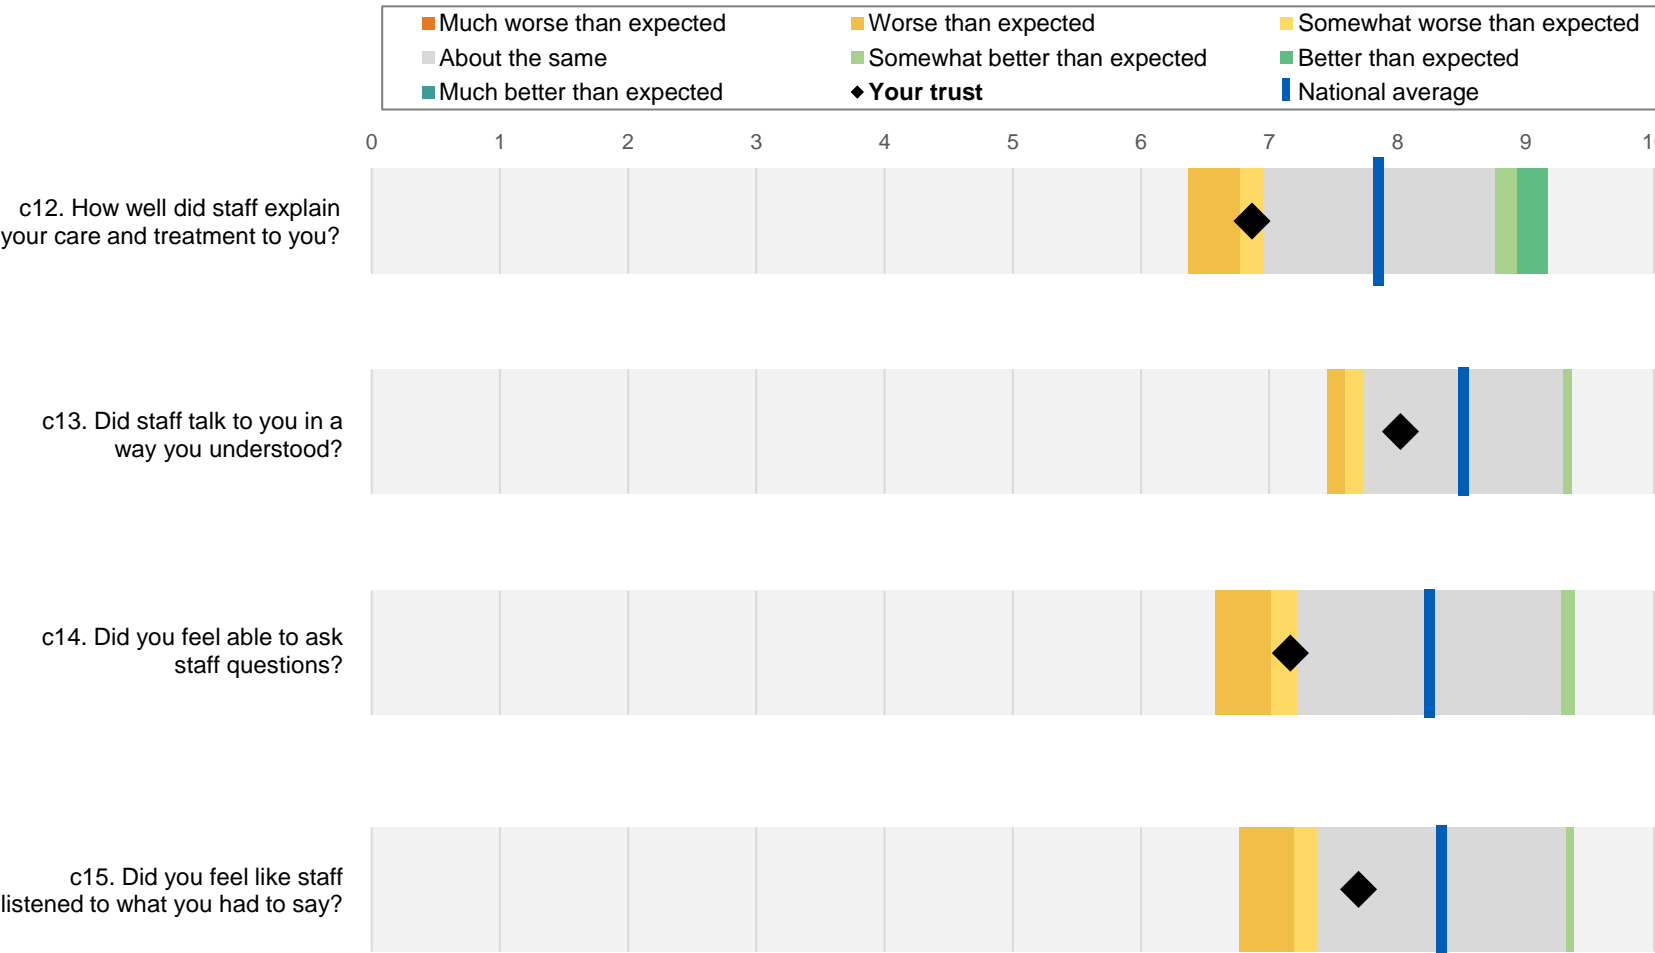 Much worse than expected
Worse than expected
Somewhat worse than expected
About the same
Somewhat better than expected
Better than expected
Much better than expected
Your trust
National average
0 1 2 3 4 5 6 7 8 9
c12. How well did staff explain
your care and treatment to you?
c13. Did staff talk to you in a
way you understood?
c14. Did you feel able to ask
staff questions?
c15. Did you feel like staff
listened to what you had to say?